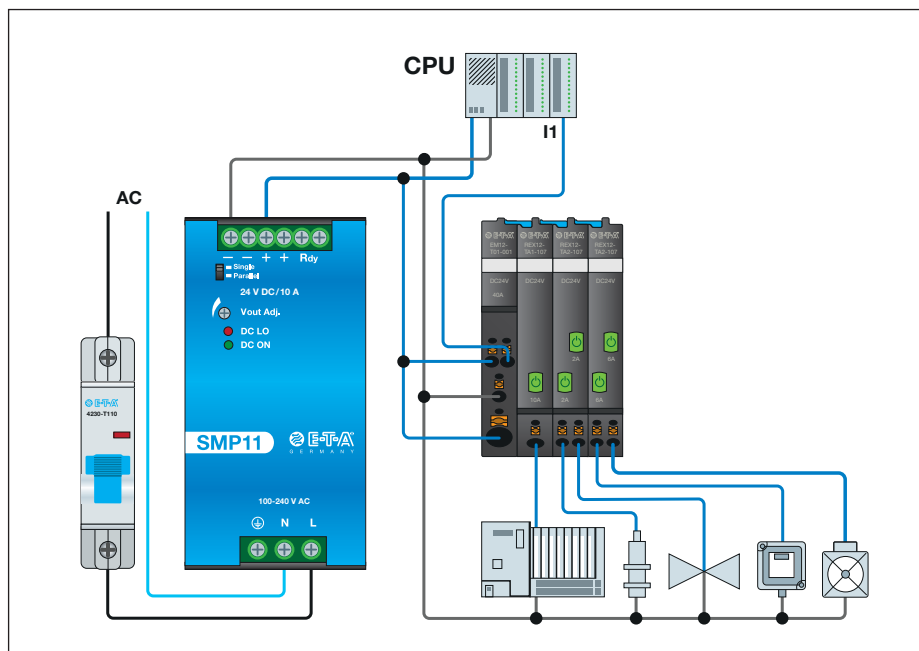 CPU
I1
AC
− − + + Rdy
Single
Parallel
24 V DC/10 A
Vout Adj.
DC LO
DC ON
SMP11
E-T-A
GERMANY
100-240 V AC
N L
E-T-A
4230-T110
E-T-A E-T-A E-T-A E-T-A
EM12- REX12- REX12- REX12-
T01-001 TA1-107 TA2-107 TA2-107
DC24V DC24V DC24V DC24V
40A
2A 6A
10A 2A 6A